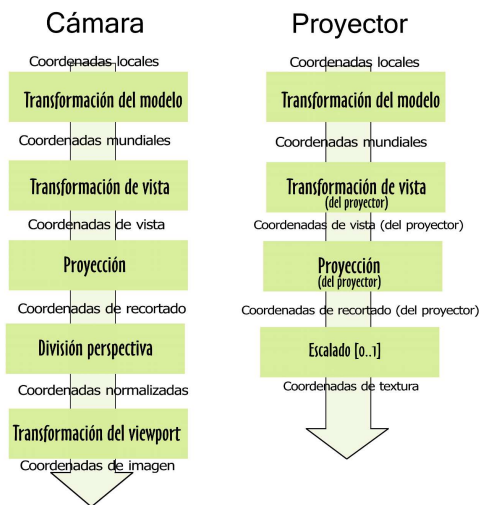 Cámara
Coordenadas locales
Transformación del modelo
Coordenadas mundiales
Transformación de vista
Coordenadas de vista
Proyección
Coordenadas de recortado
División perspectiva
Coordenadas normalizadas
Transformación del viewport
Coordenadas de imagen
Proyector
Coordenadas locales
Transformación del modelo
Coordenadas mundiales
Transformación de vista
(del proyector)
Coordenadas de vista (del proyector)
Proyección
(del proyector)
Coordenadas de recortado (del proyector)
Escalado [0..1]
Coordenadas de textura